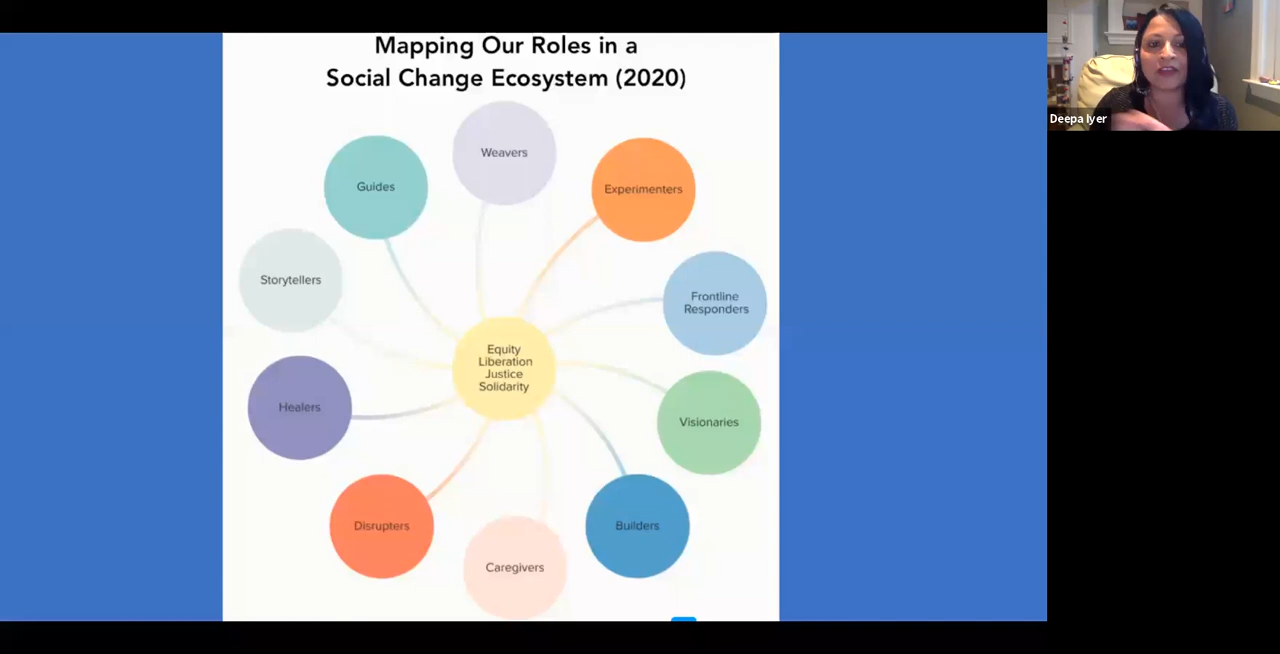 Mapping Our Roles in a
Social Change Ecosystem (2020)
Deepa Iyer
Weavers
Guides
Experimenters
Storytellers
Frontline
Responders
Equity
Liberation
Justice
Solidarity
Healers
Visionaries
Disrupters
Builders
Caregivers